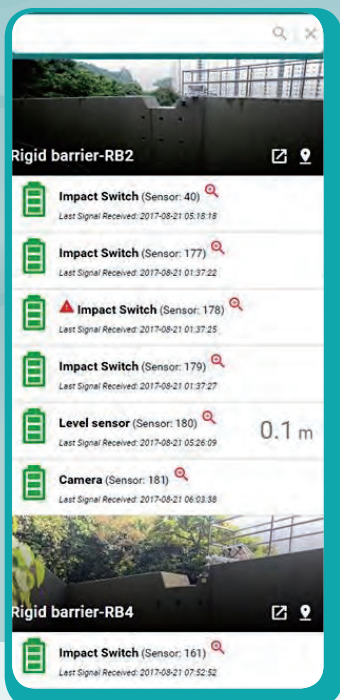 Rigid barrier-RB2
Impact Switch (Sensor: 40)
Last Signal Received: 2017-08-21 05:18:18
Impact Switch (Sensor: 177)
Last Signal Received: 2017-08-21 01:37:22
Impact Switch (Sensor: 178)
Last Signal Received: 2017-08-21 01:37:25
Impact Switch (Sensor: 179)
Last Signal Received: 2017-08-21 01:37:27
Level sensor (Sensor: 180) 0.1 m
Last Signal Received: 2017-08-21 05:26:09
Camera (Sensor: 181)
Last Signal Received: 2017-08-21 06:03:38
Rigid barrier-RB4
Impact Switch (Sensor: 161)
Last Signal Received: 2017-08-21 07:52:52